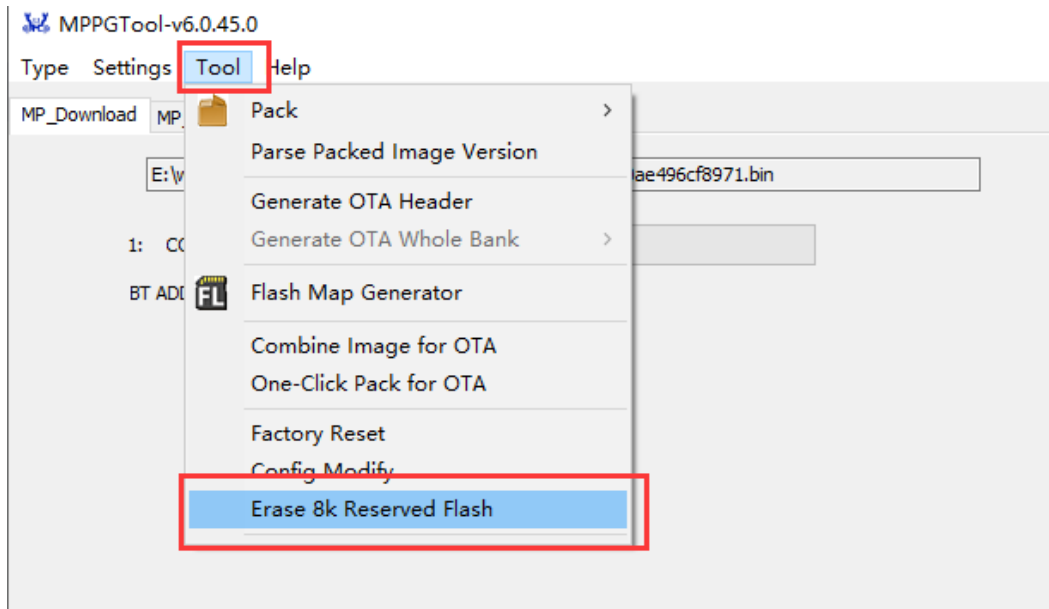 MPPGTool-v6.0.45.0
Type Settings Tool Help
MP_Download MP_
Pack
Parse Packed Image Version
E:\ ae496cf8971.bin
Generate OTA Header
Generate OTA Whole Bank
1: CO
BT ADD
FL Flash Map Generator
Combine Image for OTA
One-Click Pack for OTA
Factory Reset
Config Modify
Erase 8k Reserved Flash